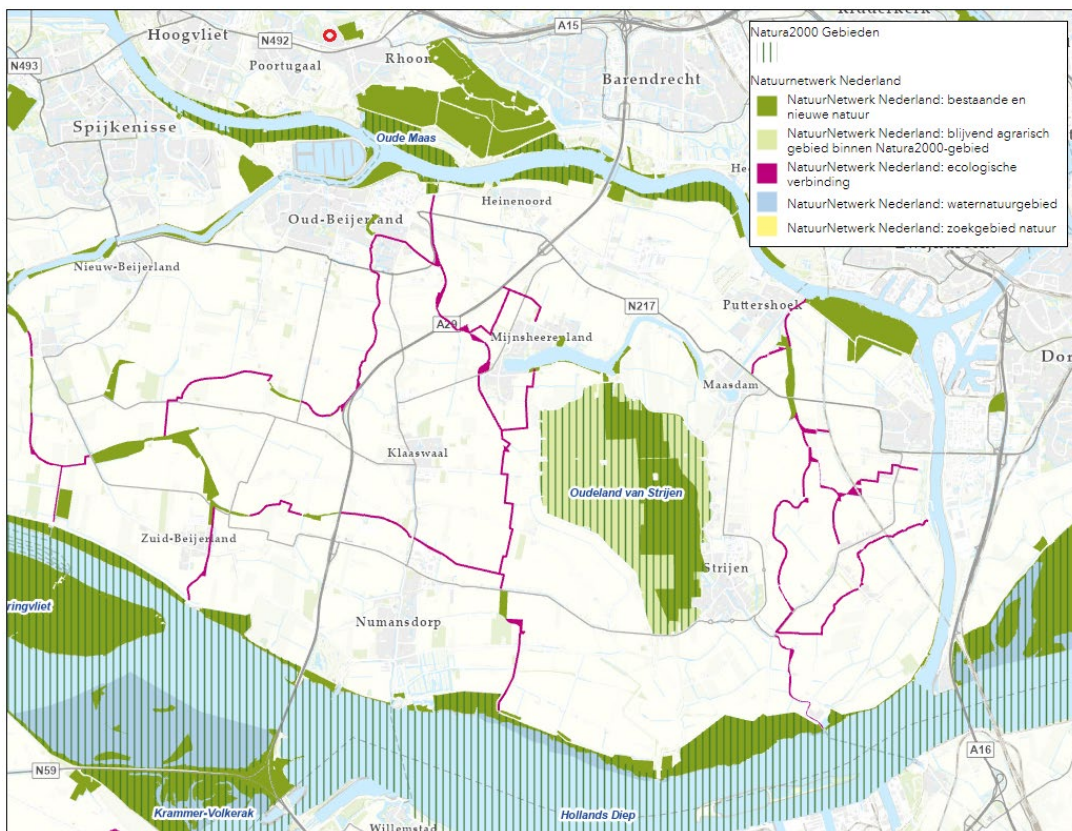 Hoogvliet
N492
A15
Rhoon
Poortugaal
N493
Barendrecht
Spijkenisse
Oude Maas
Heinenoord
Oud-Beijerland
Nieuw-Beijerland
N217
Puttershoek
A29
Mijnsheerenland
Maasdam
Dor
Klaaswaal
Oudeland van Strijen
Zuid-Beijerland
Strijen
ringvliet
Numansdorp
N59
A16
Krammer-Volkerak
Hollands Diep
Willemstad
Natura2000 Gebieden
Natuurnetwerk Nederland
NatuurNetwerk Nederland: bestaande en
nieuwe natuur
NatuurNetwerk Nederland: blijvend agrarisch
gebied binnen Natura2000-gebied
NatuurNetwerk Nederland: ecologische
verbinding
NatuurNetwerk Nederland: waternatuurgebied
NatuurNetwerk Nederland: zoekgebied natuur